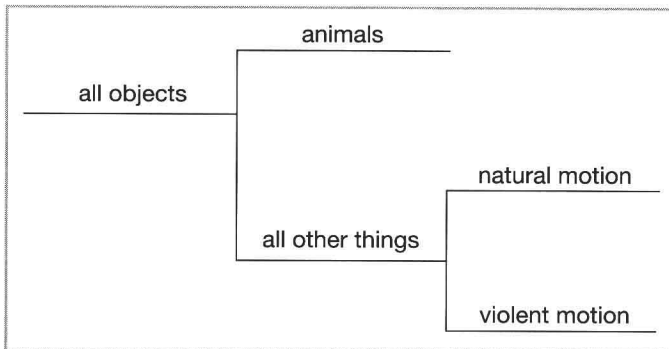 animals
all objects
natural motion
all other things
violent motion